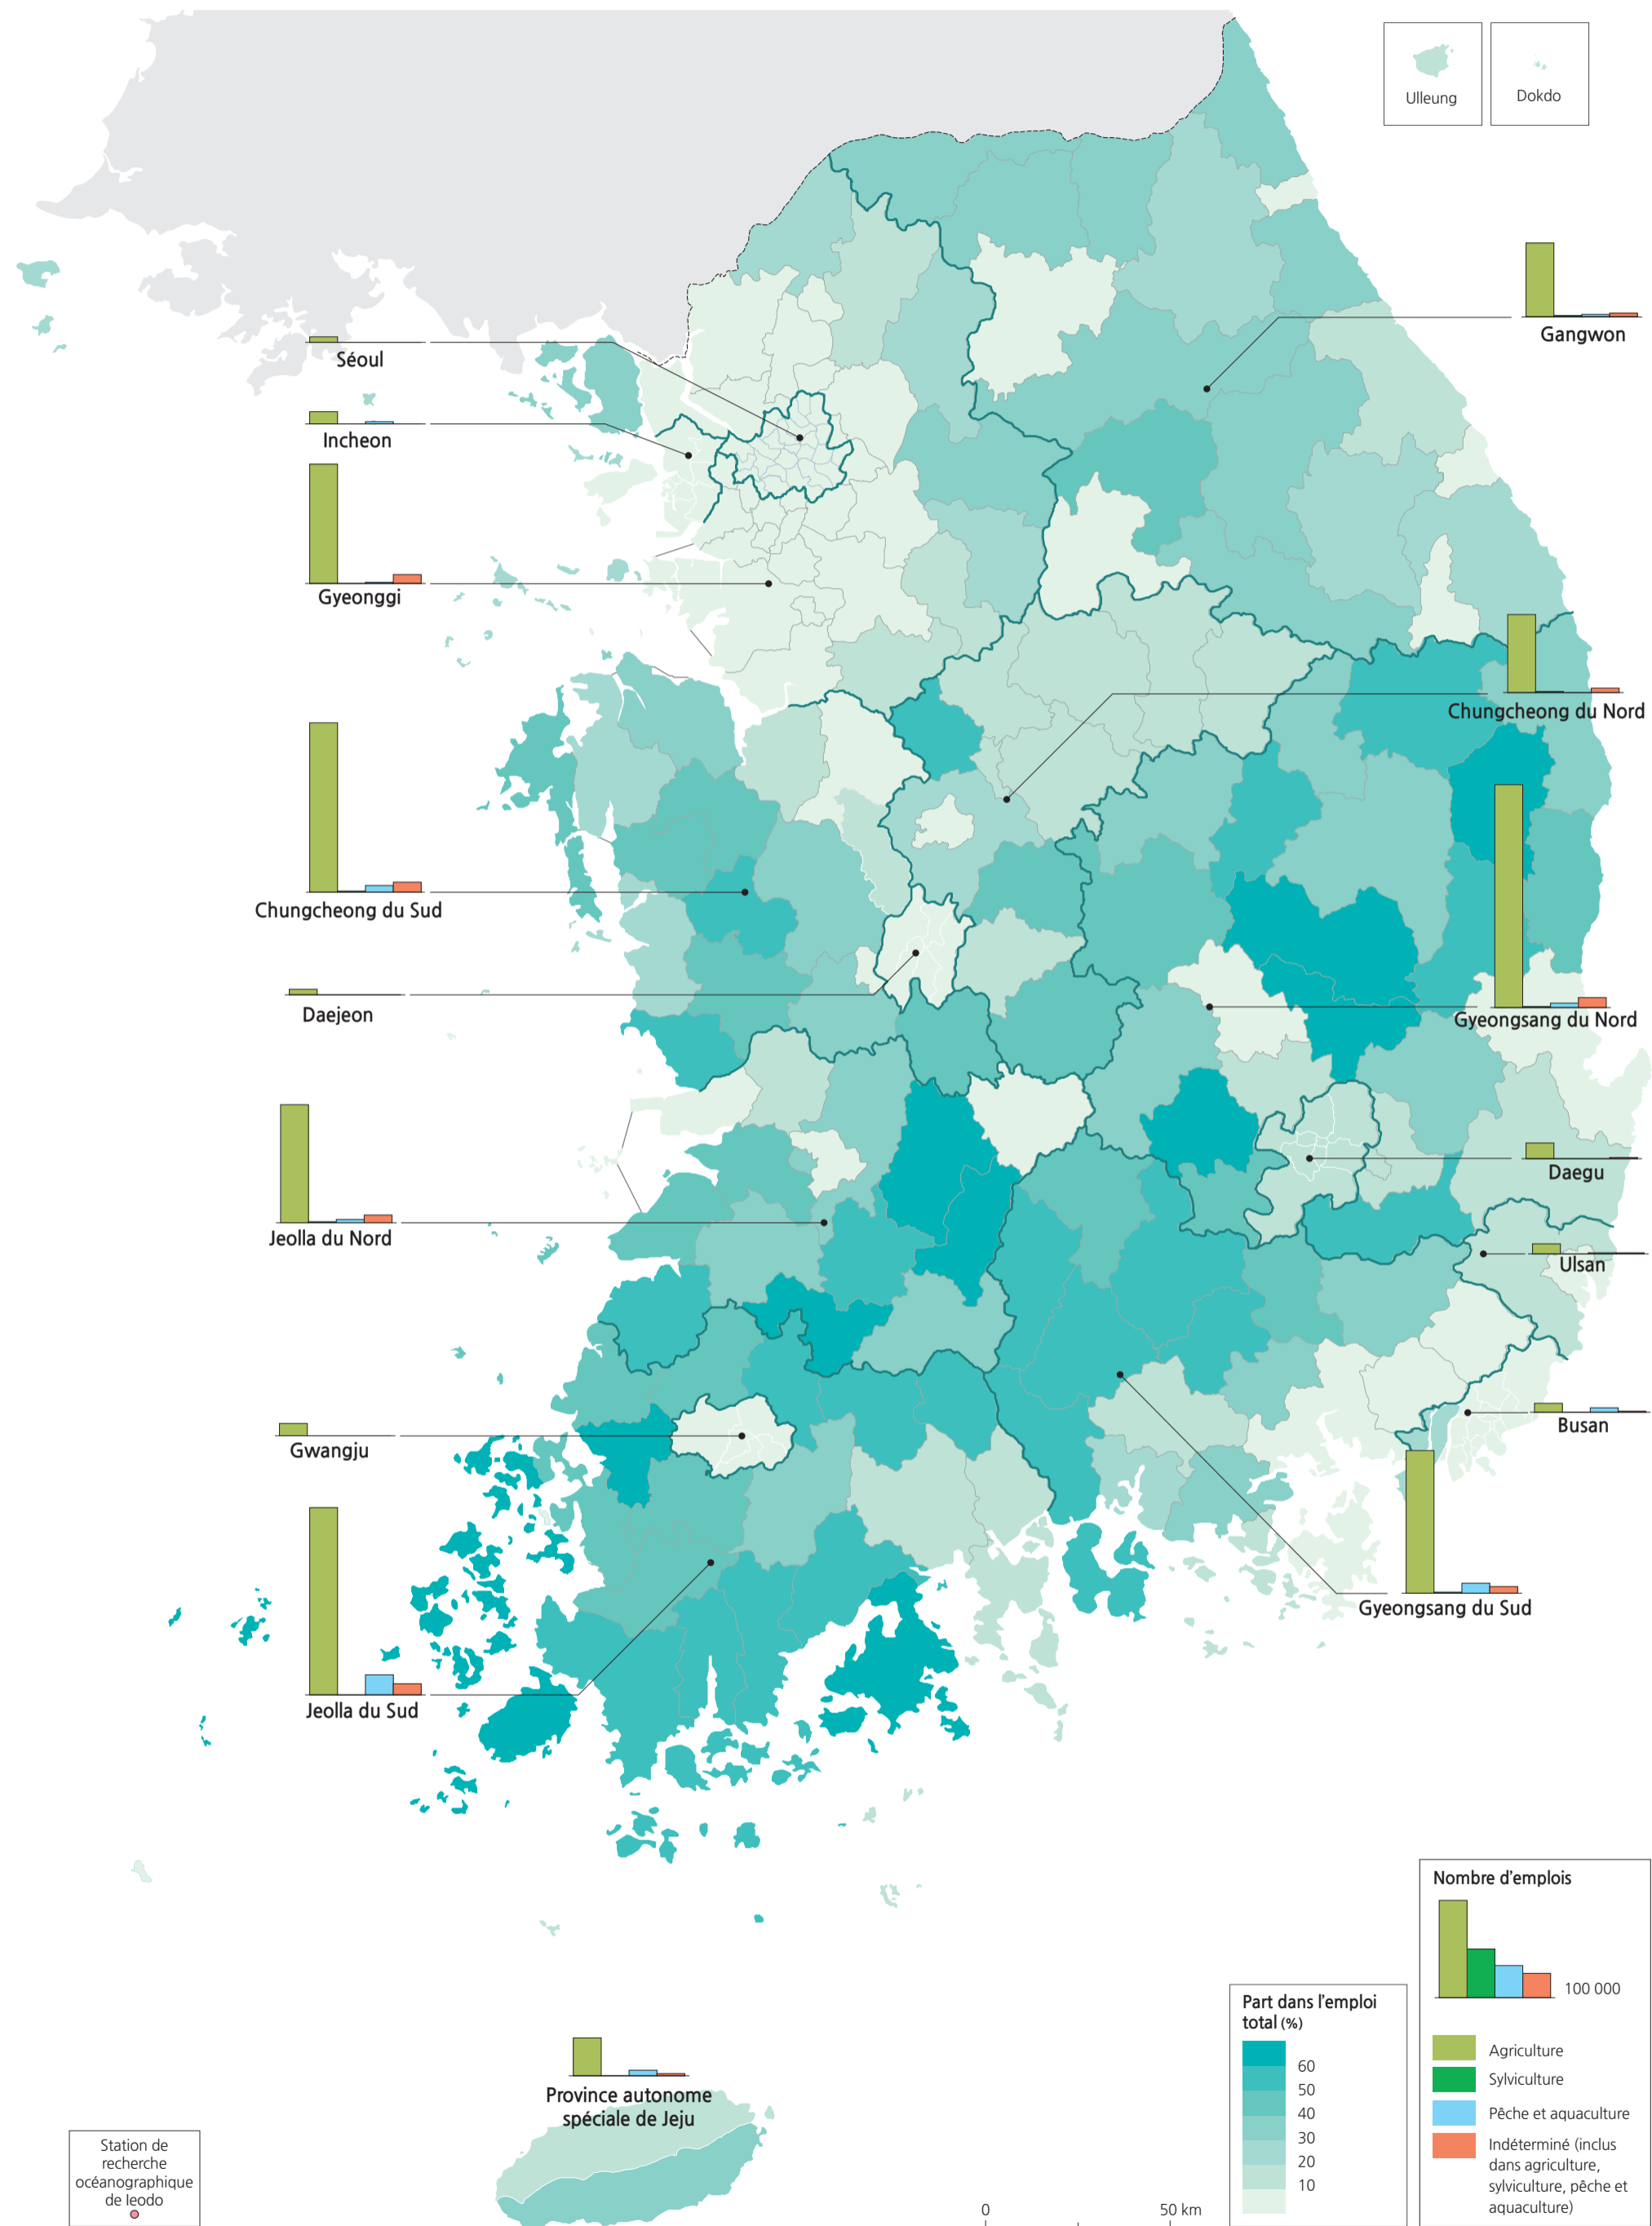 Ulleung
Dokdo
Gangwon
Séoul
Incheon
Gyeonggi
Chungcheong du Nord
Chungcheong du Sud
Daejeon
Gyeongsang du Nord
Daegu
Jeolla du Nord
Ulsan
Busan
Gwangju
Gyeongsang du Sud
Jeolla du Sud
Province autonome
spéciale de Jeju
Station de
recherche
océanographique
de Ieodo
0
50 km
Part dans l'emploi
total (%)
60
50
40
30
20
10
Nombre d'emplois
100 000
Agriculture
Sylviculture
Pêche et aquaculture
Indéterminé (inclus
dans agriculture,
sylviculture, pêche et
aquaculture)